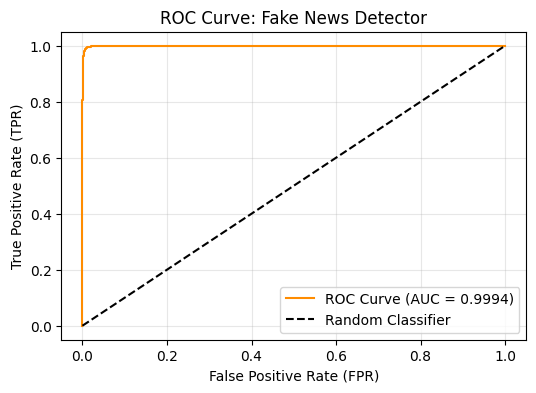 ROC Curve: Fake News Detector
True Positive Rate (TPR)
1.0
0.8
0.6
0.4
0.2
0.0
ROC Curve (AUC = 0.9994)
Random Classifier
0.0 0.2 0.4 0.6 0.8 1.0
False Positive Rate (FPR)